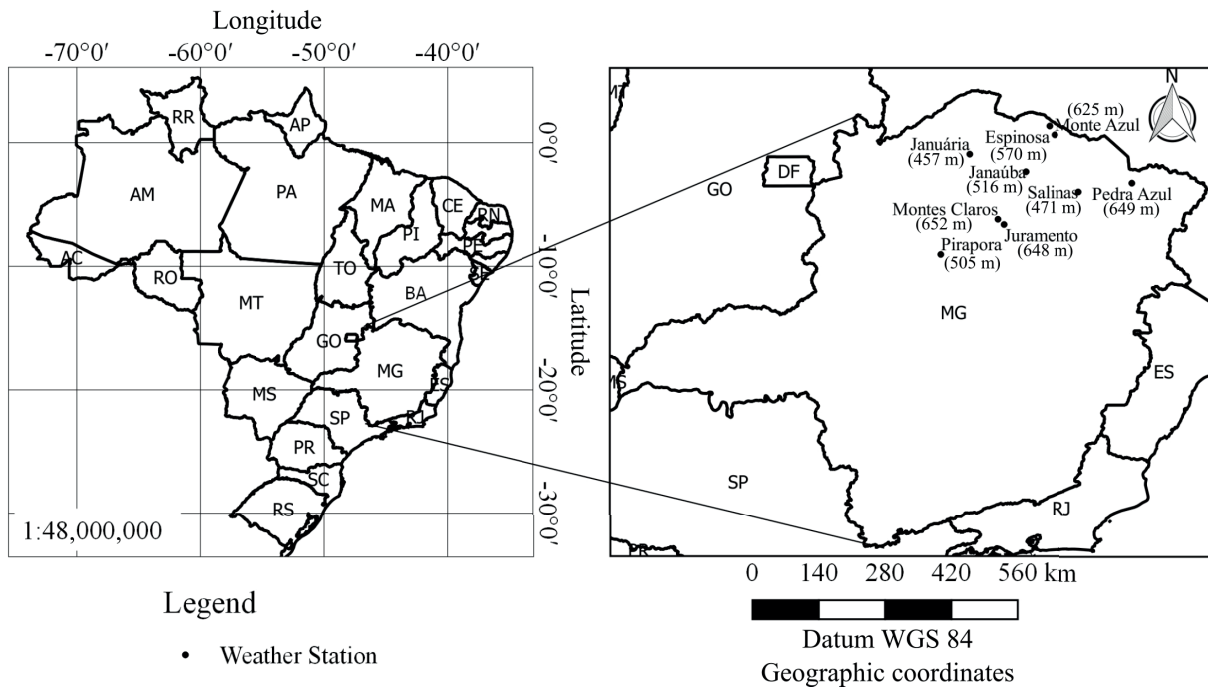 Longitude
-70°0′ -60°0′ -50°0′ -40°0′
RR
AP
0°0′
AM
PA
MA
CE
RN
PI
PE
AC
RO
TO
SE
-10°0′
MT
BA
Latitude
GO
MG
ES
-20°0′
MS
SP
RJ
PR
SC
RS
-30°0′
1:48,000,000
Legend
• Weather Station
MT
N
(625 m)
Monte Azul
Espinosa
(570 m)
Januária
(457 m)
Janaúba
(516 m)
DF
GO
Salinas
(471 m)
Pedra Azul
(649 m)
Montes Claros
(652 m)
Juramento
(648 m)
Pirapora
(505 m)
MG
ES
MS
SP
RJ
PR
0 140 280 420 560 km
Datum WGS 84
Geographic coordinates